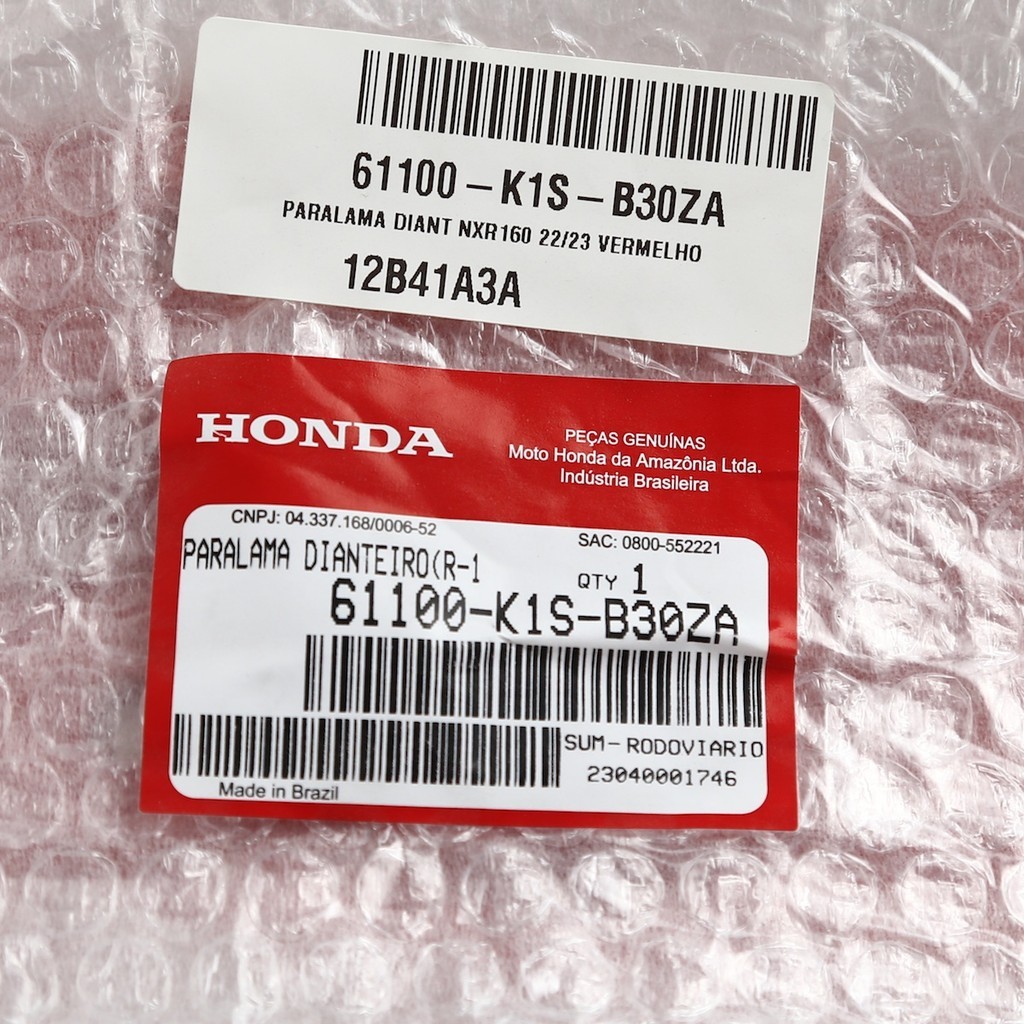 61100-K1S-B30ZA
PARALAMA DIANT NXR160 22/23 VERMELHO
12B41A3A
HONDA
PEÇAS GENUÍNAS
Moto Honda da Amazônia Ltda.
Indústria Brasileira
CNPJ: 04.337.168/0006-52
SAC: 0800-552221
PARALAMA DIANTEIRO(R-1
QTY 1
61100-K1S-B30ZA
SUM-RODOVIARIO
23040001746
Made in Brazil